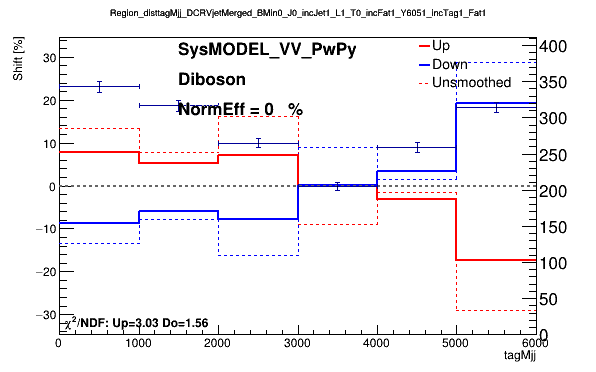 Region_disttagMjj_DCRVjetMerged_BMin0_J0_incJet1_L1_T0_incFat1_Y6051_incTag1_Fat1
Shift [%]
SysMODEL_VV_PwPy
Diboson
NormEff = 0 %
Up
Down
Unsmoothed
30
20
10
0
−10
−20
−30
400
350
300
250
200
150
100
50
0
χ²/NDF: Up=3.03 Do=1.56
0 1000 2000 3000 4000 5000 6000
tagMjj